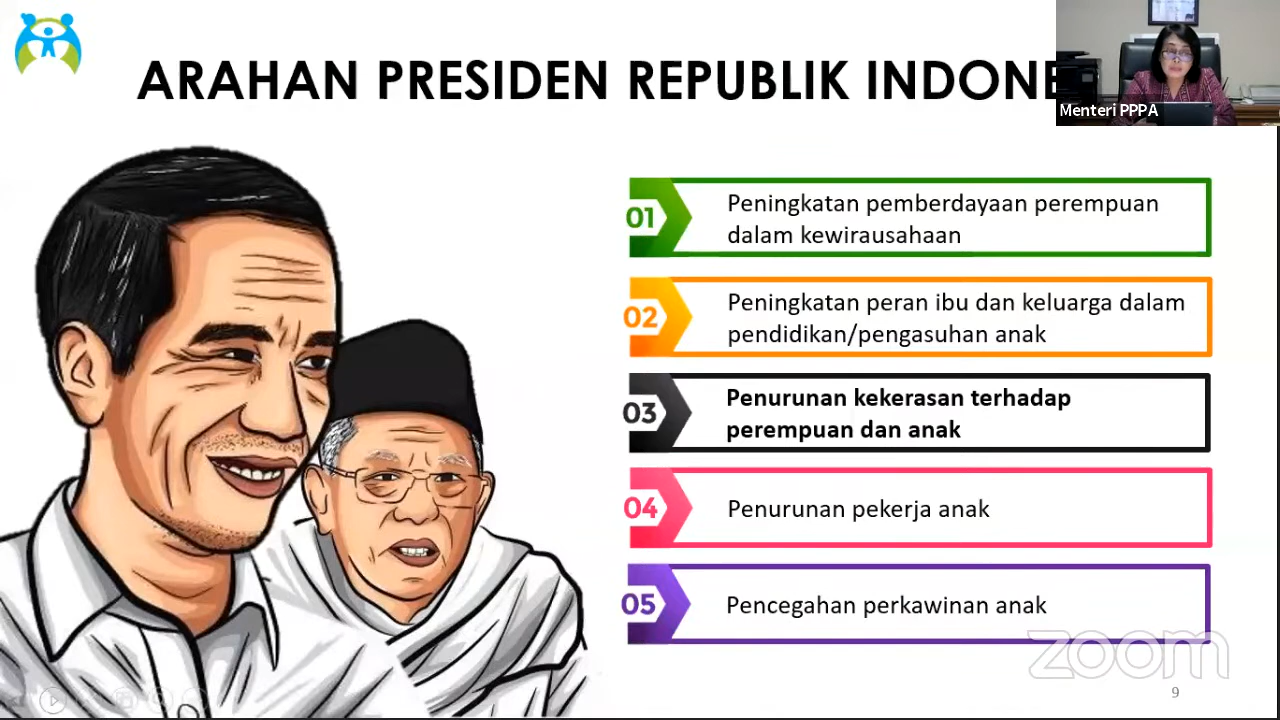 ARAHAN PRESIDEN REPUBLIK INDONE
Menteri PPPA
01
Peningkatan pemberdayaan perempuan
dalam kewirausahaan
02
Peningkatan peran ibu dan keluarga dalam
pendidikan/pengasuhan anak
03
Penurunan kekerasan terhadap
perempuan dan anak
04
Penurunan pekerja anak
05
Pencegahan perkawinan anak
zoom
9